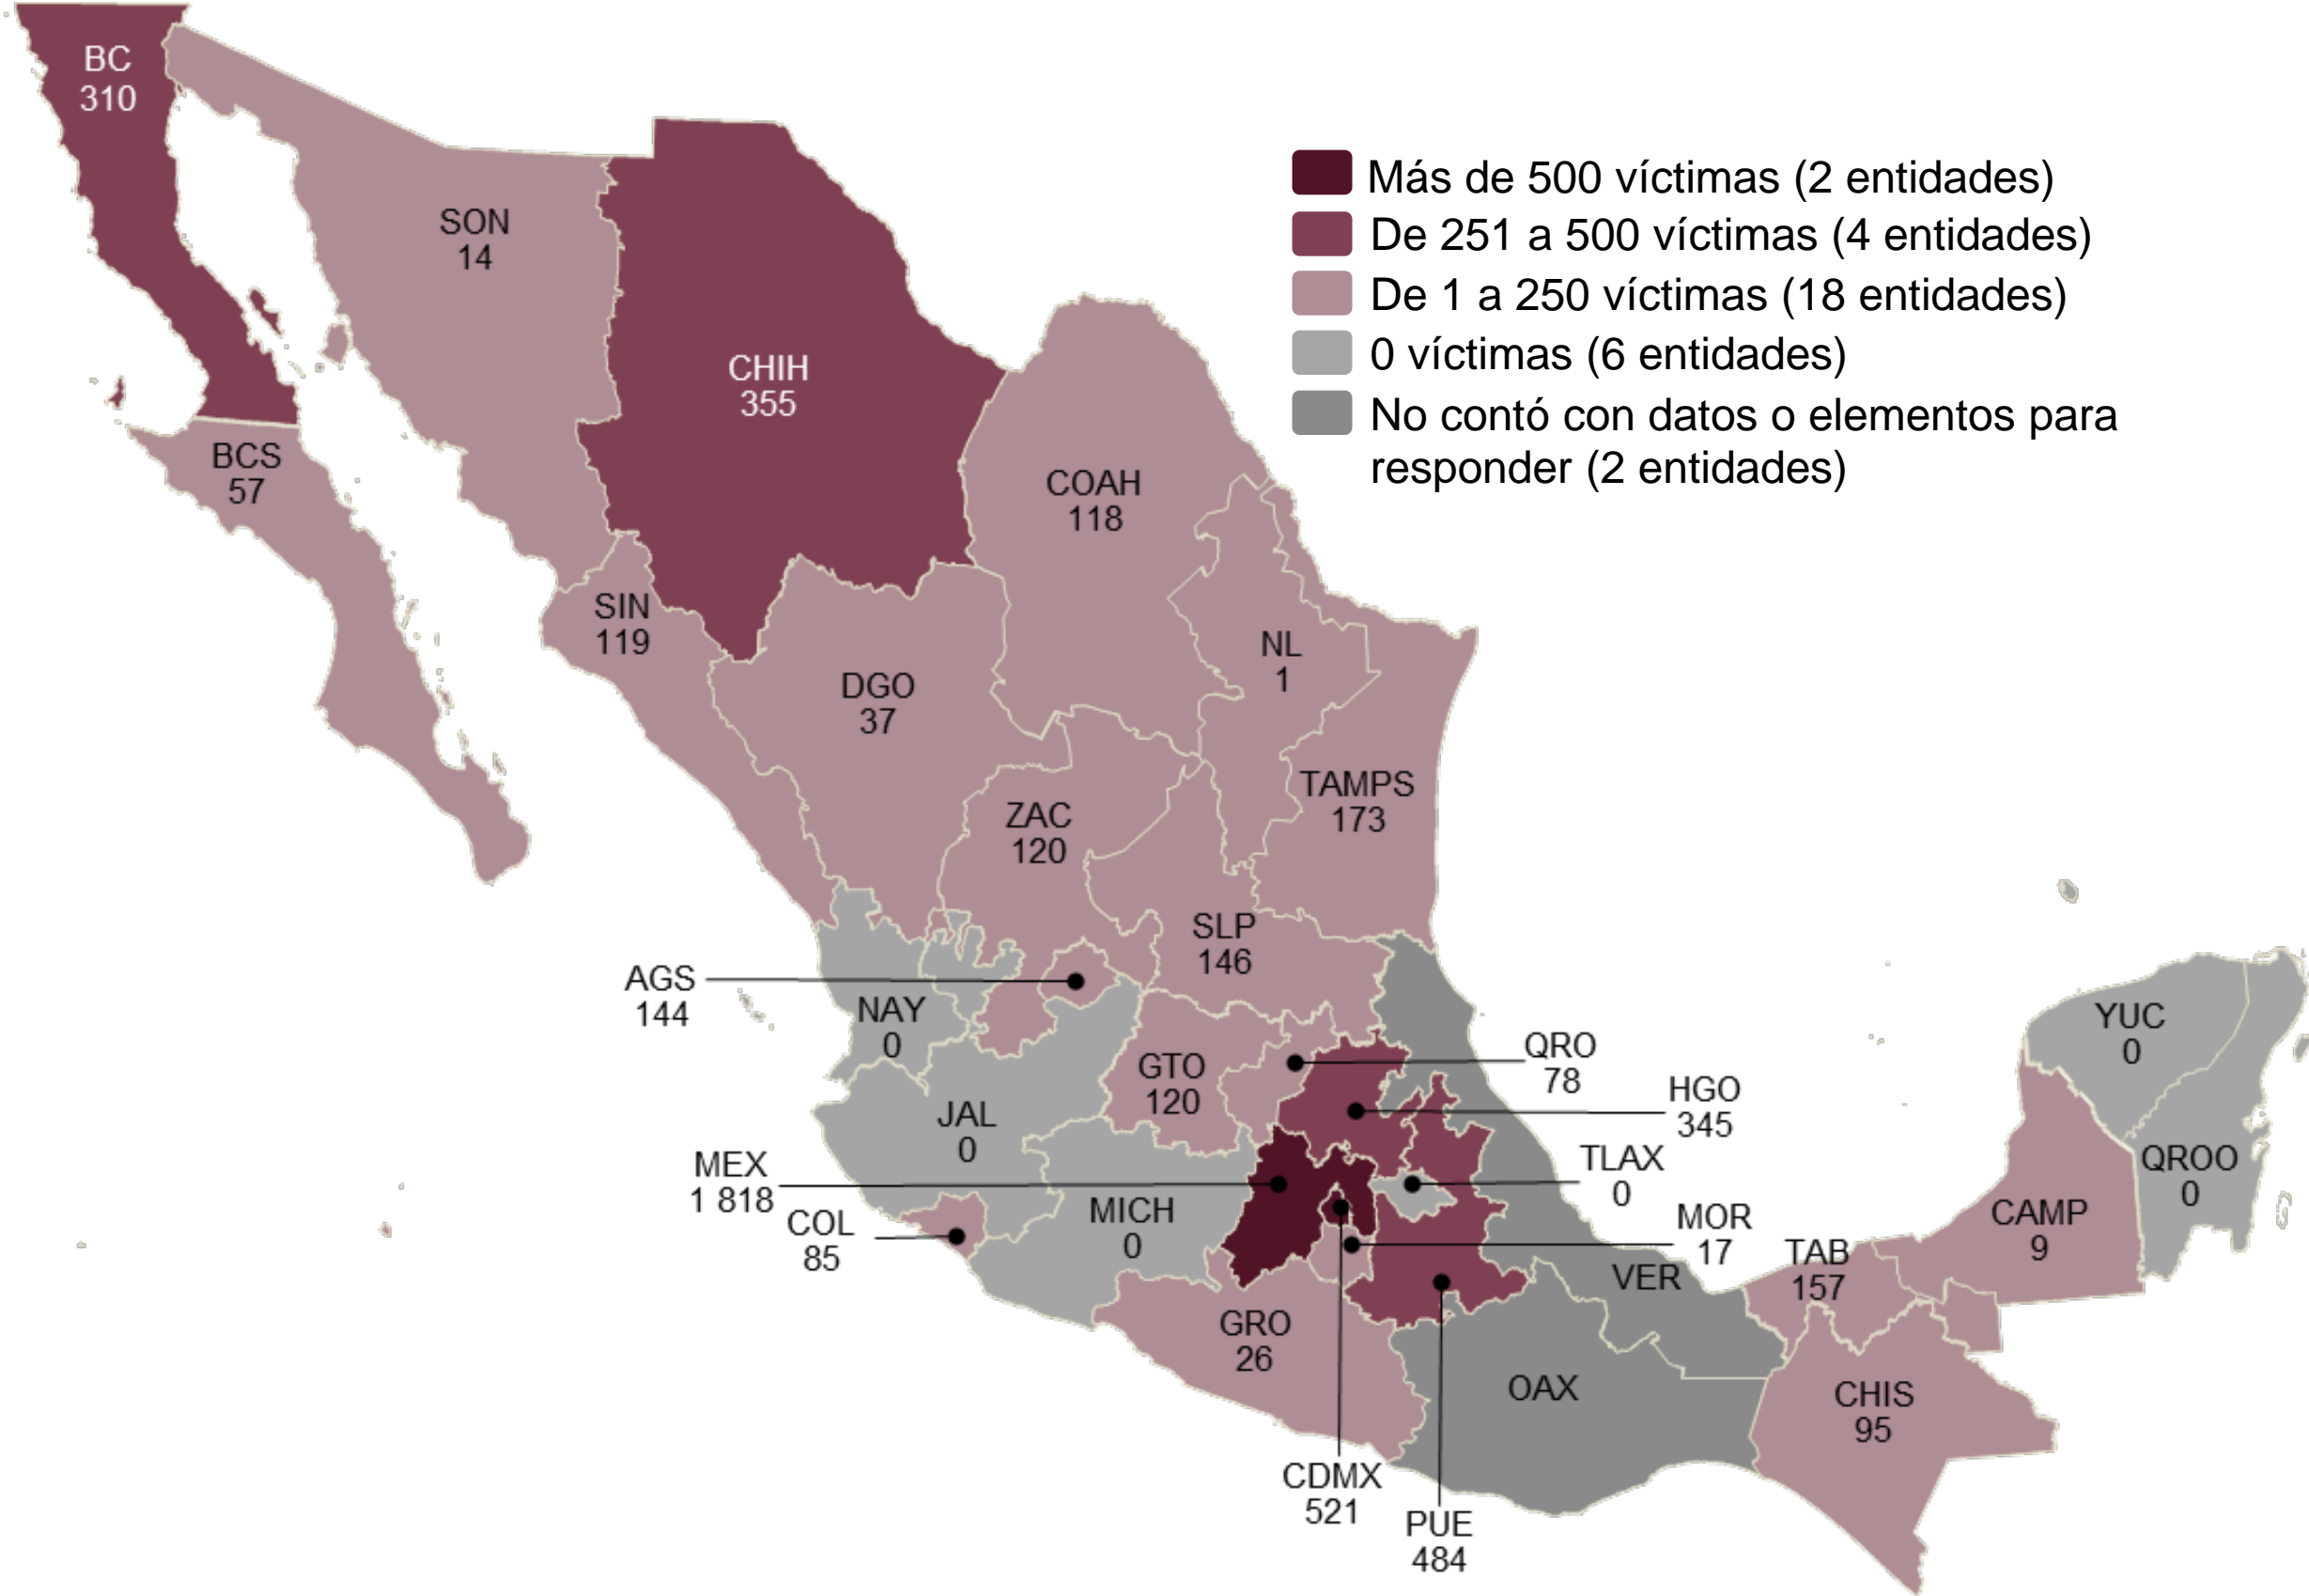 BC
310
SON
14
CHIH
355
BCS
57
COAH
118
SIN
119
NL
1
DGO
37
TAMPS
173
ZAC
120
SLP
146
AGS
144
NAY
0
GTO
120
QRO
78
HGO
345
JAL
0
MEX
1 818
TLAX
0
COL
85
MICH
0
MOR
17
VER
TAB
157
CAMP
9
YUC
0
QROO
0
GRO
26
OAX
CHIS
95
CDMX
521
PUE
484
Más de 500 víctimas (2 entidades)
De 251 a 500 víctimas (4 entidades)
De 1 a 250 víctimas (18 entidades)
0 víctimas (6 entidades)
No contó con datos o elementos para
responder (2 entidades)